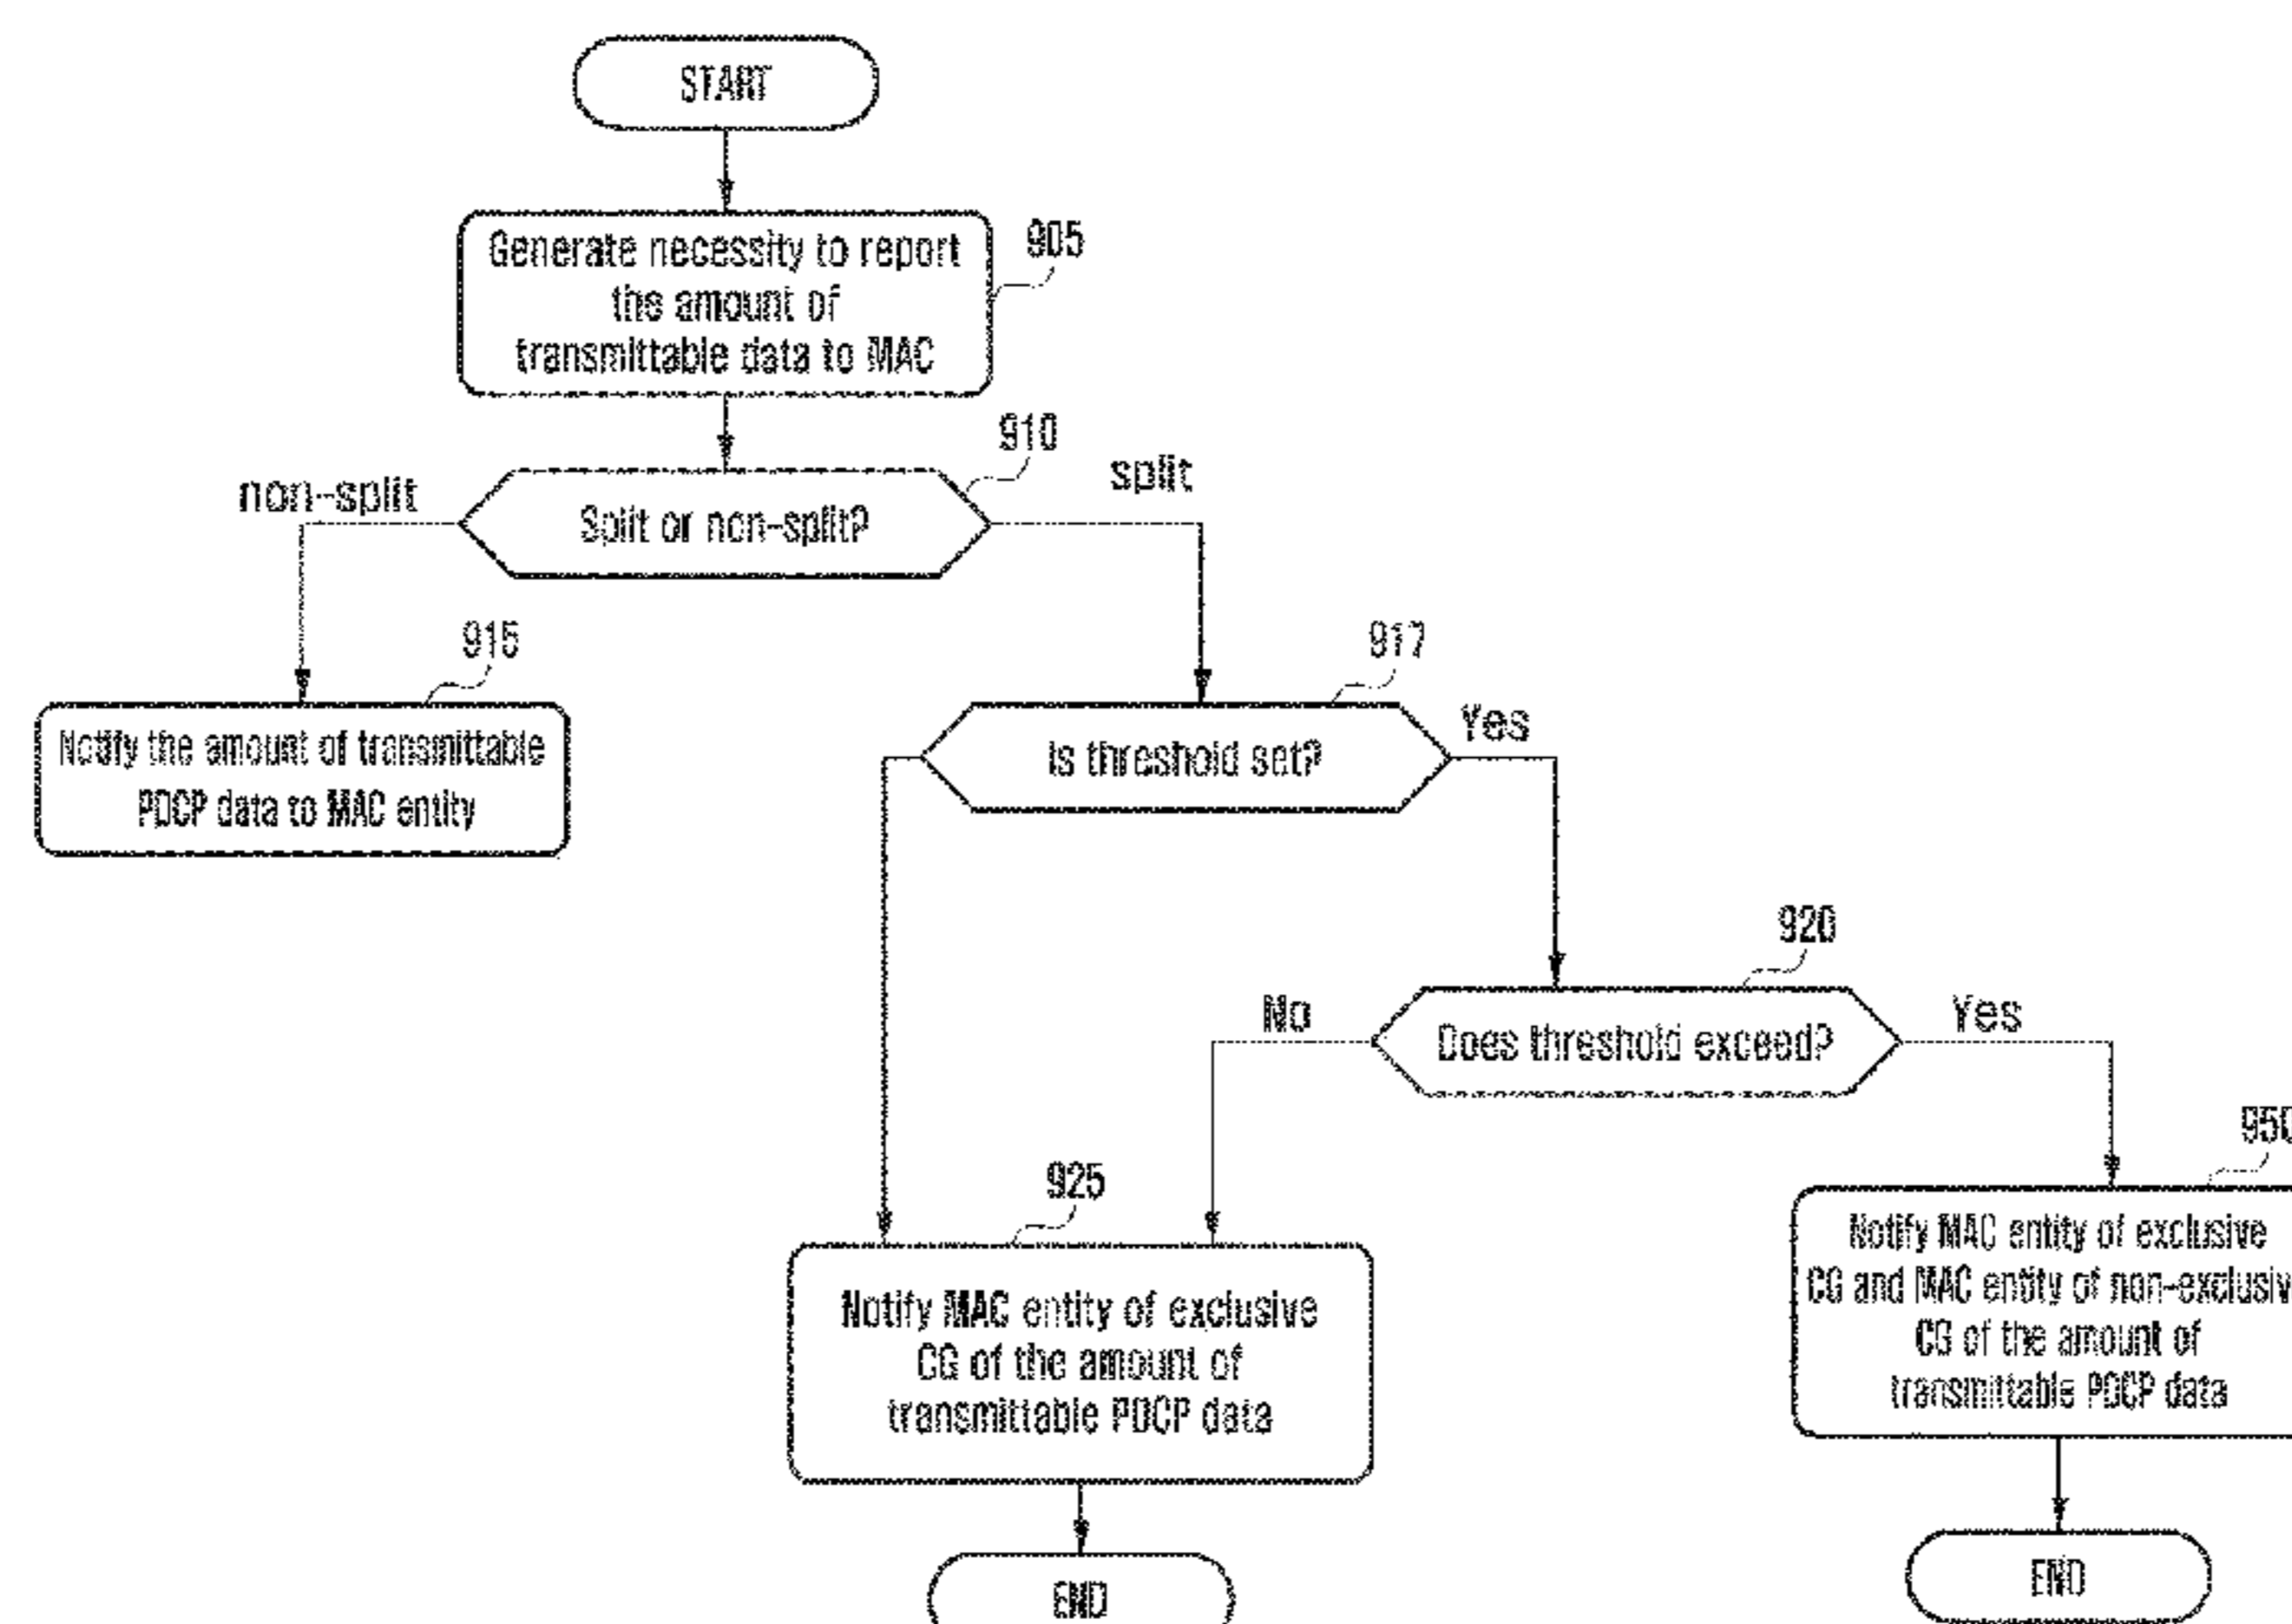 START
Generate necessity to report
the amount of
transmittable data to MAC
905
910
Split or non-split?
non-split
split
915
Notify the amount of transmittable
PDCP data to MAC entity
917
Is threshold set?
Yes
920
Does threshold exceed?
No
Yes
925
Notify MAC entity of exclusive
CG of the amount of
transmittable PDCP data
END
950
Notify MAC entity of exclusive
CG and MAC entity of non-exclusiv
CG of the amount of
transmittable PDCP data
END